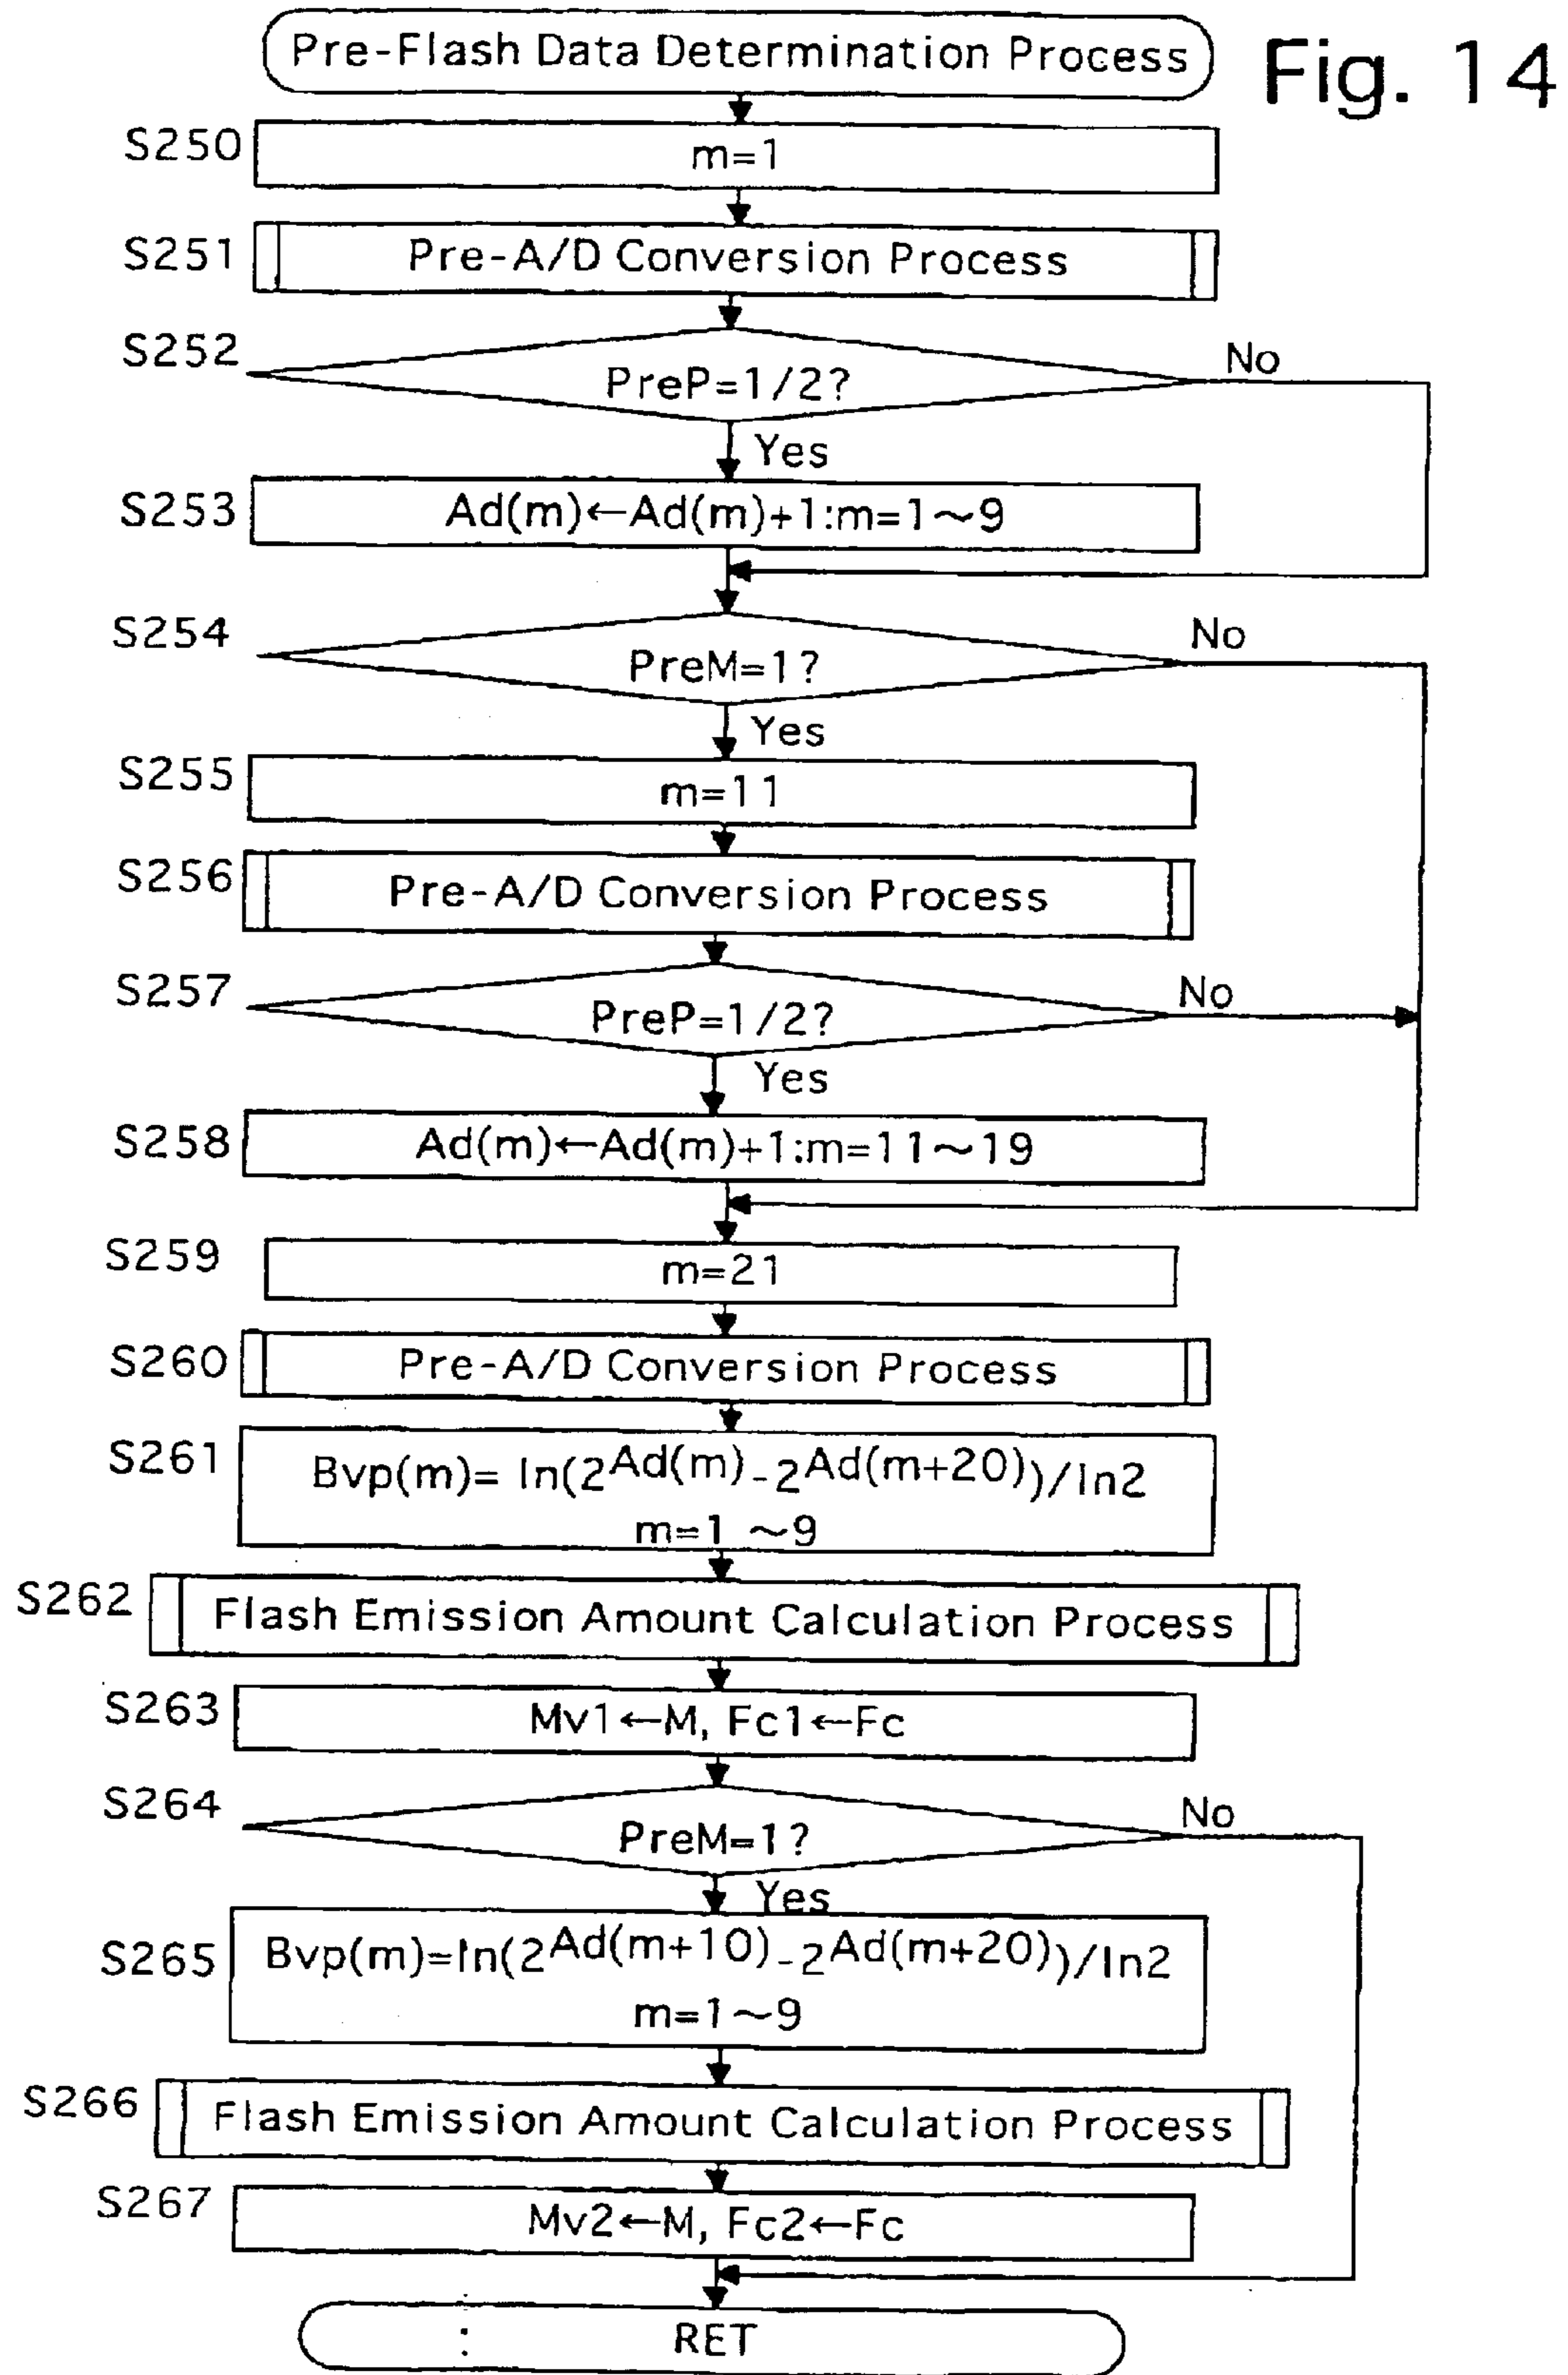 Pre-Flash Data Determination Process
Fig. 14
S250
m=1
S251
Pre-A/D Conversion Process
S252
PreP=1/2?
No
Yes
S253
Ad(m)←Ad(m)+1:m=1~9
S254
PreM=1?
No
Yes
S255
m=11
S256
Pre-A/D Conversion Process
S257
PreP=1/2?
No
Yes
S258
Ad(m)←Ad(m)+1:m=11~19
S259
m=21
S260
Pre-A/D Conversion Process
S261
Bvp(m)= ln(2^Ad(m)-2^Ad(m+20))/ln2
m=1 ~9
S262
Flash Emission Amount Calculation Process
S263
Mv1←M, Fc1←Fc
S264
PreM=1?
No
Yes
S265
Bvp(m)=ln(2^Ad(m+10)-2^Ad(m+20))/ln2
m=1~9
S266
Flash Emission Amount Calculation Process
S267
Mv2←M, Fc2←Fc
RET